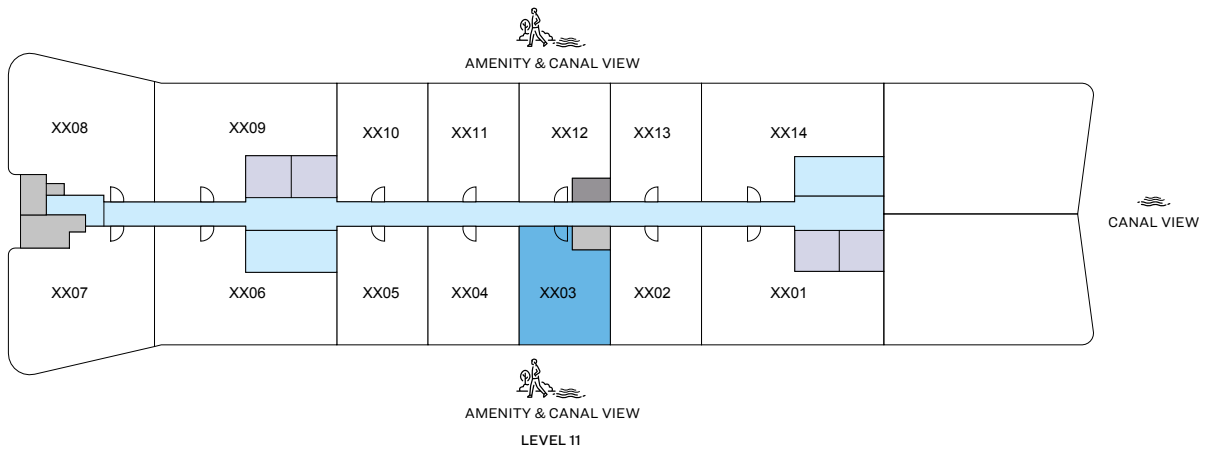 AMENITY & CANAL VIEW
XX08
XX09
XX10
XX11
XX12
XX13
XX14
CANAL VIEW
XX07
XX06
XX05
XX04
XX03
XX02
XX01
AMENITY & CANAL VIEW
LEVEL 11